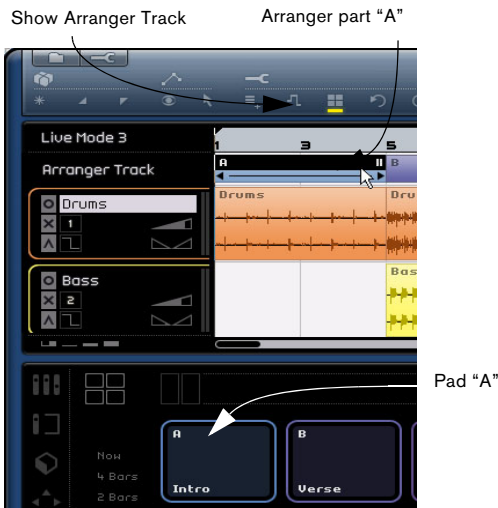 Show Arranger Track
Arranger part “A”
Live Mode 3
1 3 5
Arranger Track
A
B
Drums
Drums
Dru
1
Bass
Bas
2
Pad “A”
A
B
Now
4 Bars
2 Bars
Intro
Verse